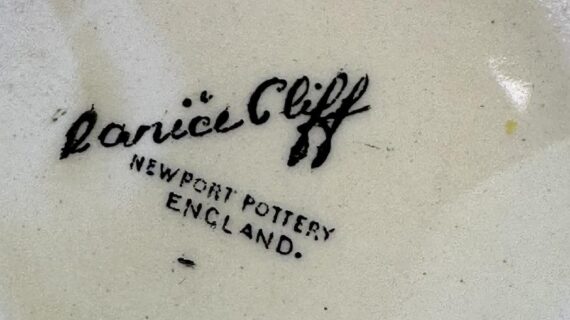 Clarice Cliff
NEWPORT POTTERY
ENGLAND.